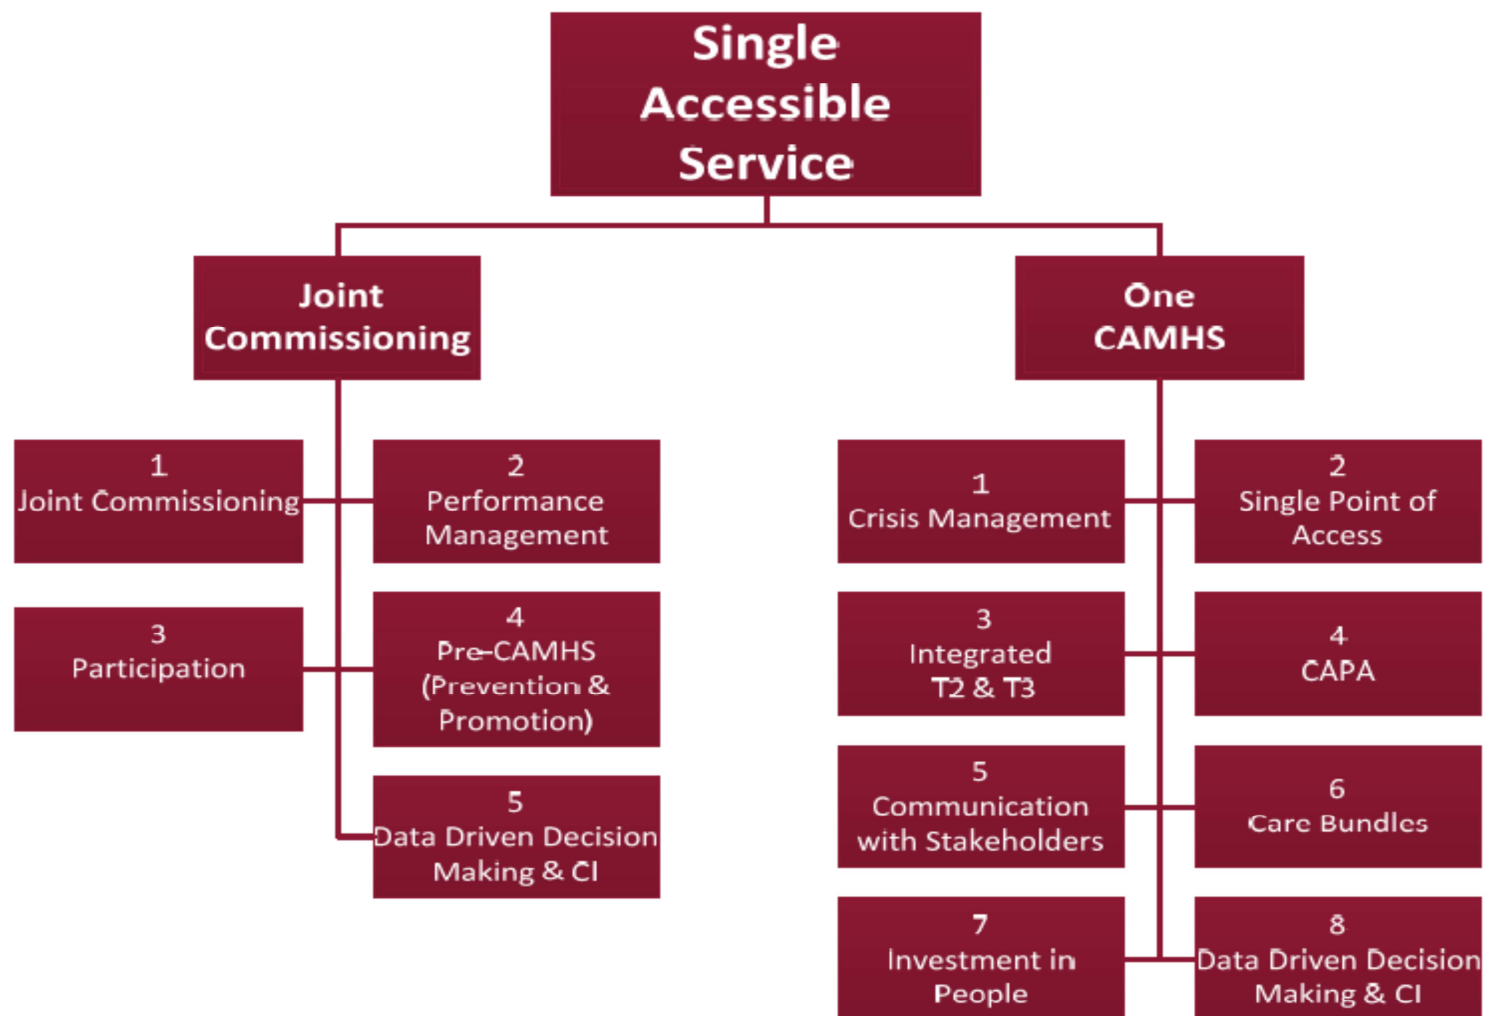 Single
Accessible
Service
Joint
Commissioning
One
CAMHS
1
Joint Commissioning
2
Performance
Management
3
Participation
4
Pre-CAMHS
(Prevention &
Promotion)
5
Data Driven Decision
Making & CI
1
Crisis Management
2
Single Point of
Access
3
Integrated
T2 & T3
4
CAPA
5
Communication
with Stakeholders
6
Care Bundles
7
Investment in
People
8
Data Driven Decision
Making & CI